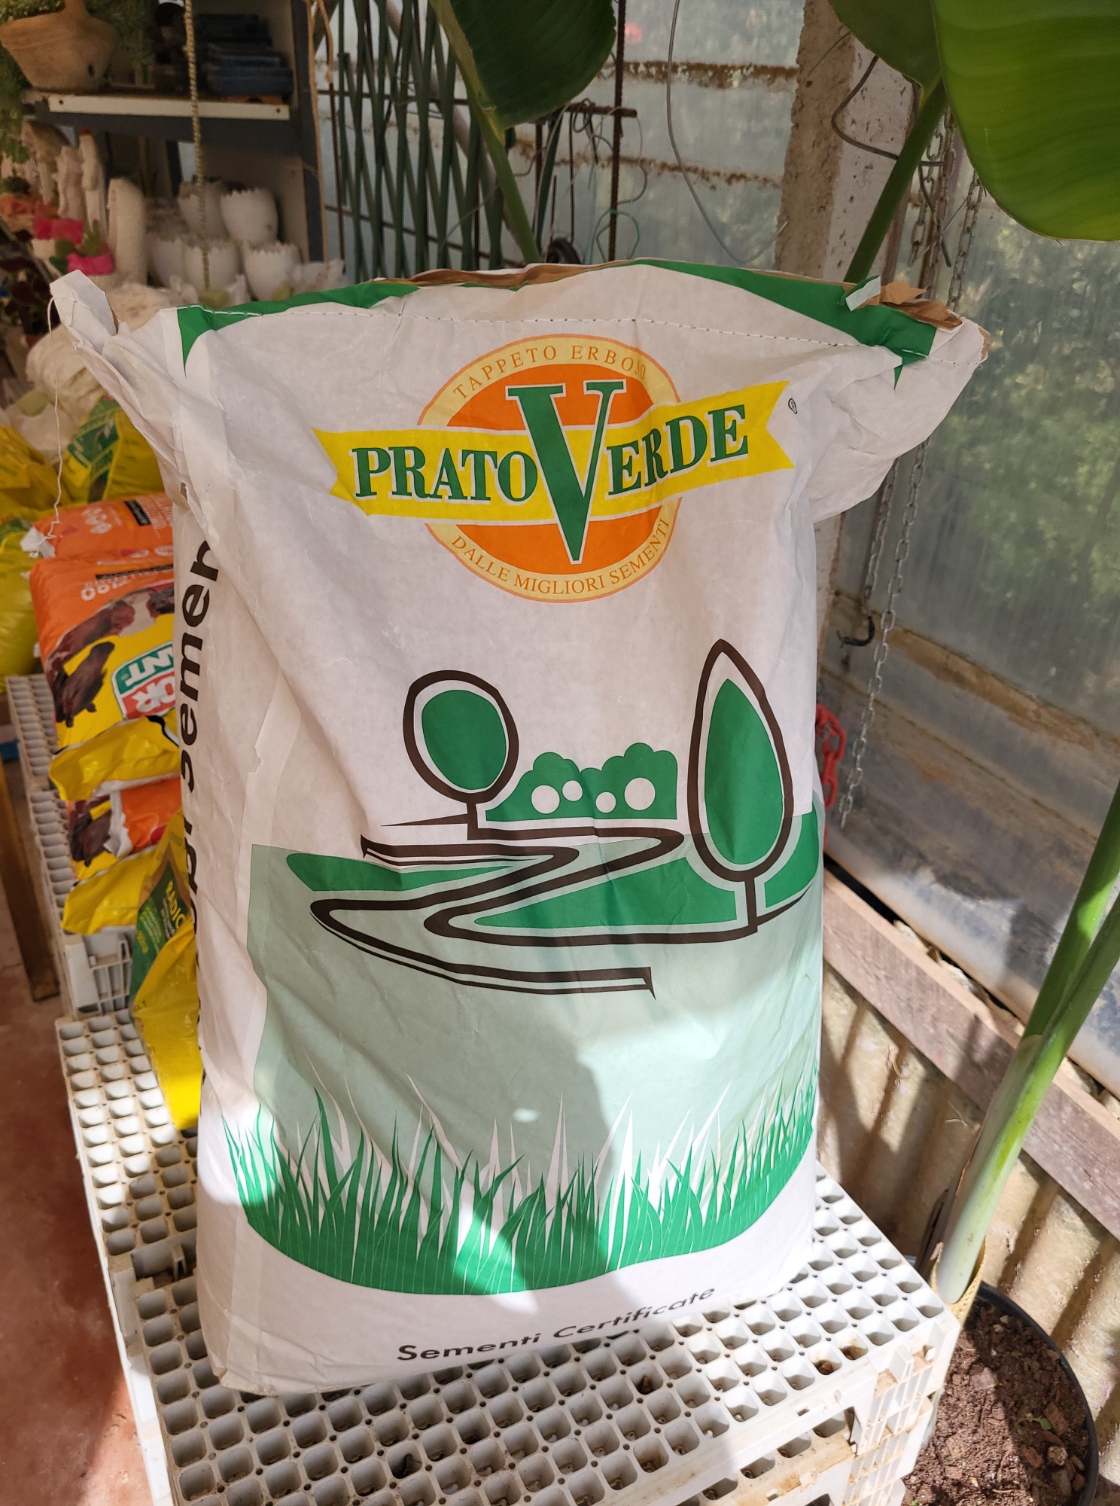 TAPPETO ERBOSO
PRATOVERDE
®
DALLE MIGLIORI SEMENTI
Sementi Certificate